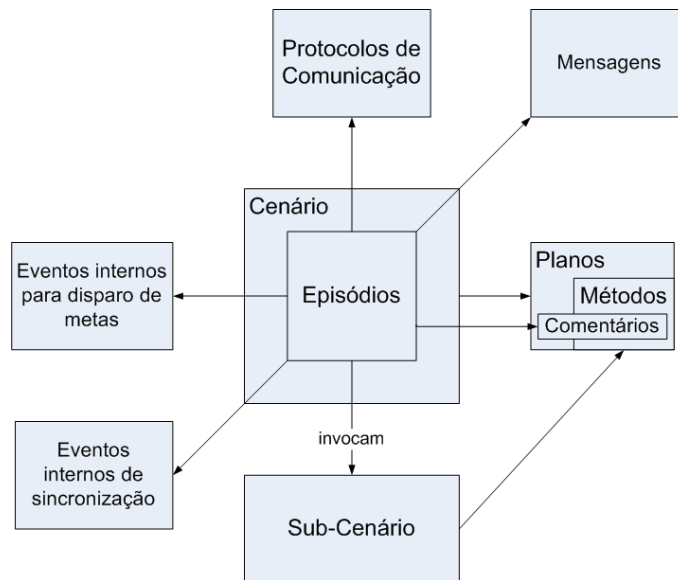 Protocolos de
Comunicação
Mensagens
Cenário
Episódios
Eventos internos
para disparo de
metas
Planos
Métodos
Comentários
Eventos
internos de
sincronização
invocam
Sub-Cenário